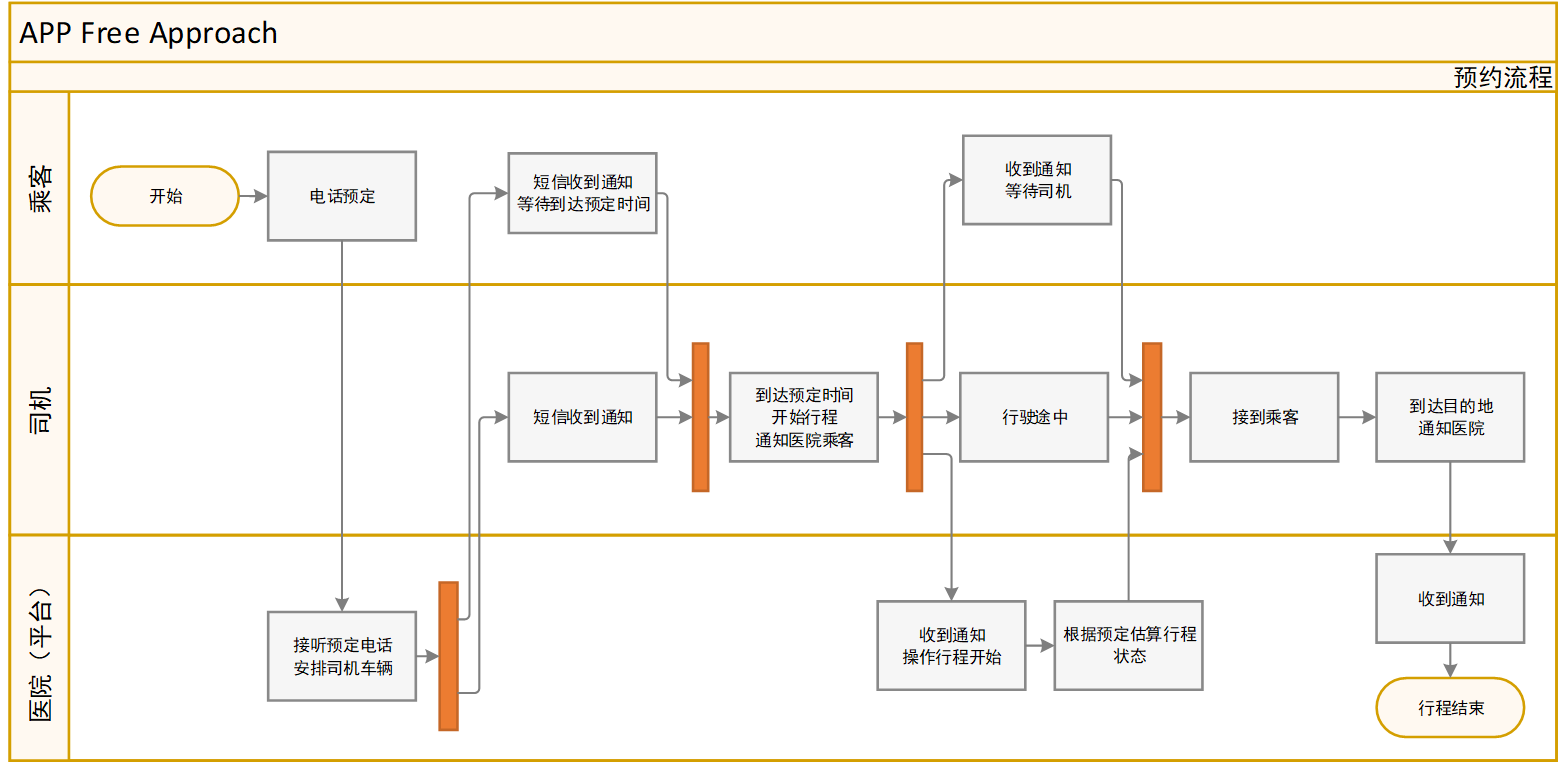 APP Free Approach
预约流程
乘客
开始
电话预定
短信收到通知
等待到达预定时间
收到通知
等待司机
司机
短信收到通知
到达预定时间
开始行程
通知医院乘客
行驶途中
接到乘客
到达目的地
通知医院
医院（平台）
接听预定电话
安排司机车辆
收到通知
操作行程开始
根据预定估算行程
状态
收到通知
行程结束